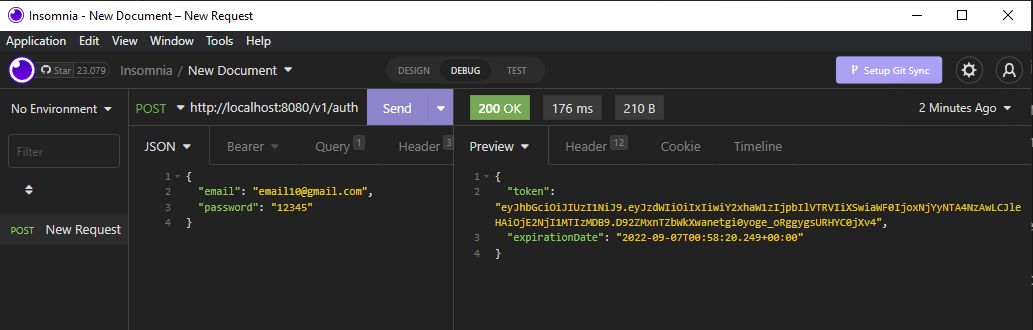 Insomnia - New Document – New Request
Application Edit View Window Tools Help
Star 23.079 Insomnia / New Document DESIGN DEBUG TEST Setup Git Sync
No Environment POST http://localhost:8080/v1/auth Send 200 OK 176 ms 210 B 2 Minutes Ago
Filter JSON Bearer Query 1 Header 3 Preview Header 12 Cookie Timeline
POST New Request
1 {
2 "email": "email10@gmail.com",
3 "password": "12345"
4 }
1 {
2 "token":
"eyJhbGciOiJIUzI1NiJ9.eyJzdWIiOiIxIiwiY2xhaW1zIjpbIlVTRVIiXSwiaWF0IjoxNjYyNTA4NzAwLCJle
HAiOjE2NjI1MTIzMDB9.D92ZMxnTZbWkXwanetgi0yoge_oRggygsURHYC0jXv4",
3 "expirationDate": "2022-09-07T00:58:20.249+00:00"
4 }